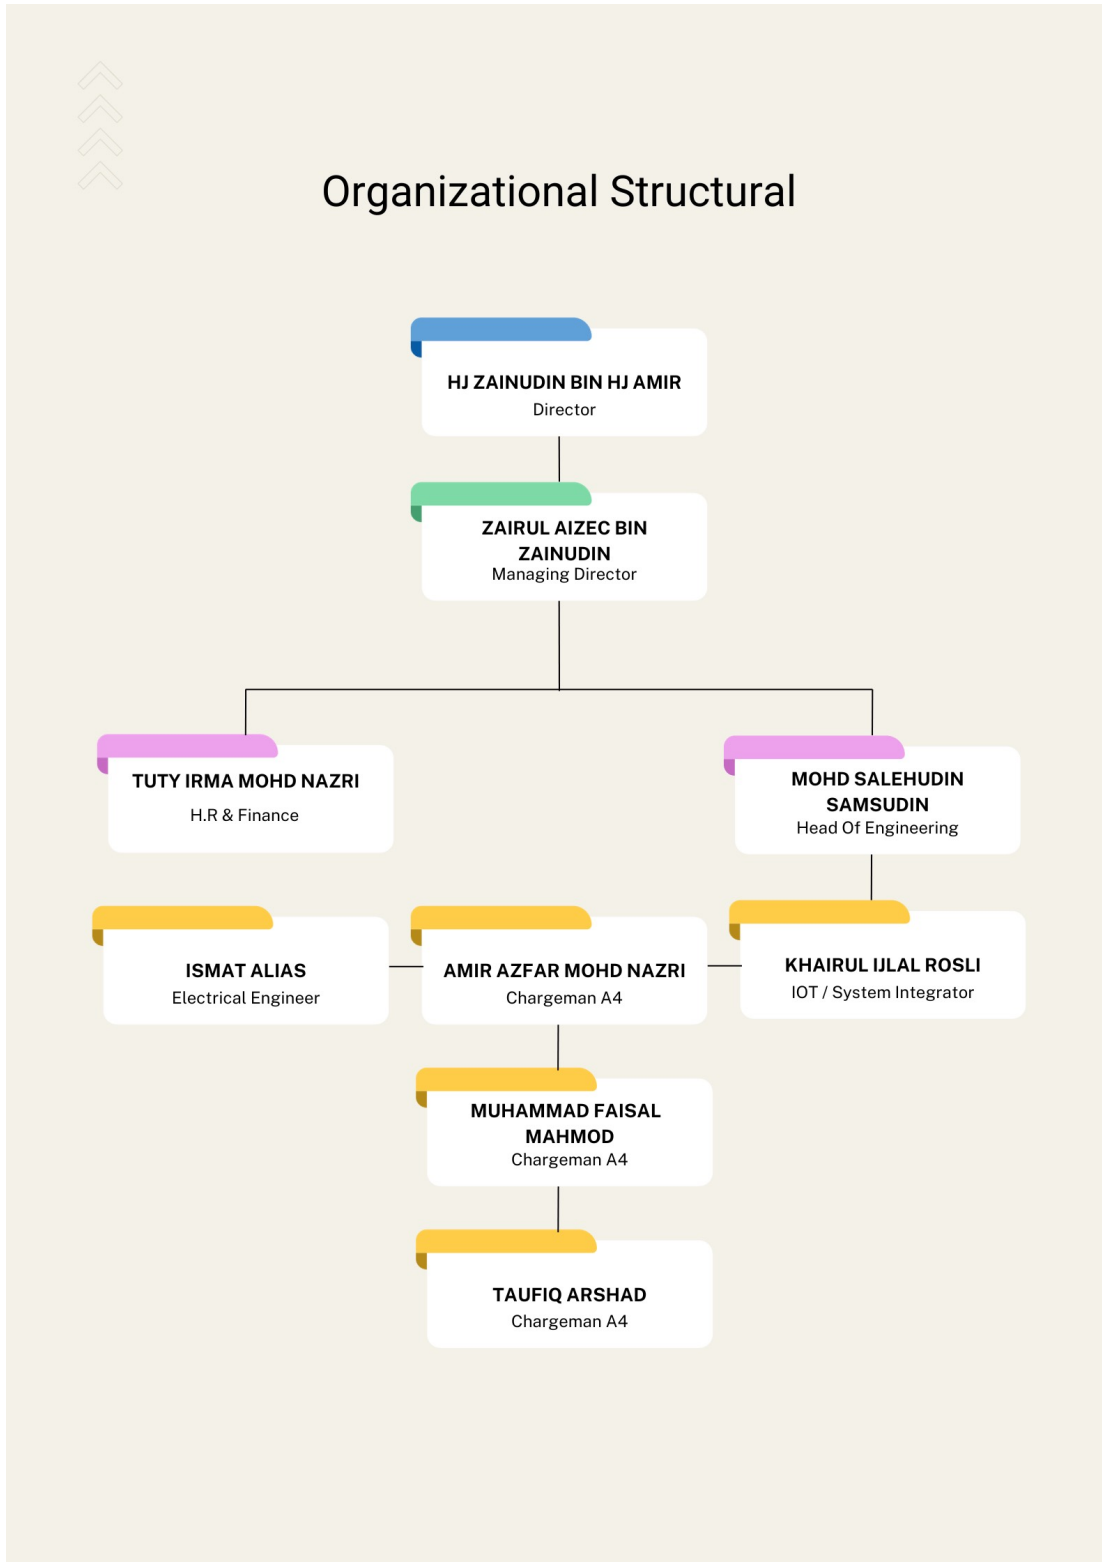 Organizational Structural
HJ ZAINUDIN BIN HJ AMIR
Director
ZAIRUL AIZEC BIN
ZAINUDIN
Managing Director
TUTY IRMA MOHD NAZRI
H.R & Finance
MOHD SALEHUDIN
SAMSUDIN
Head Of Engineering
ISMAT ALIAS
Electrical Engineer
AMIR AZFAR MOHD NAZRI
Chargeman A4
KHAIRUL IJLAL ROSLI
IOT / System Integrator
MUHAMMAD FAISAL
MAHMOD
Chargeman A4
TAUFIQ ARSHAD
Chargeman A4